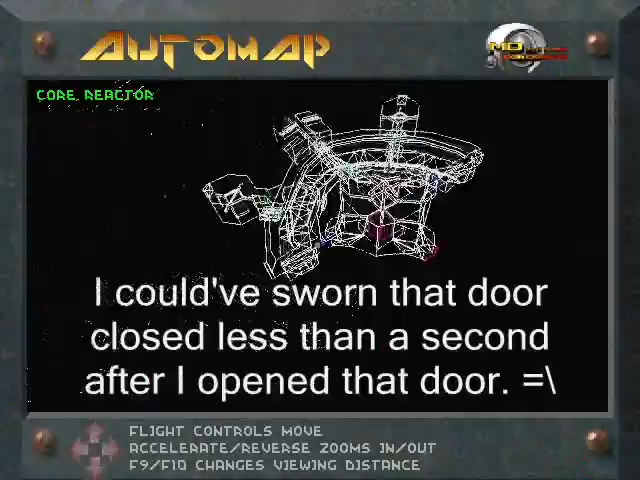 AUTOMAP
CORE REACTOR
I could've sworn that door
closed less than a second
after I opened that door. =\
FLIGHT CONTROLS MOVE
ACCELERATE/REVERSE ZOOMS IN/OUT
F9/F10 CHANGES VIEWING DISTANCE